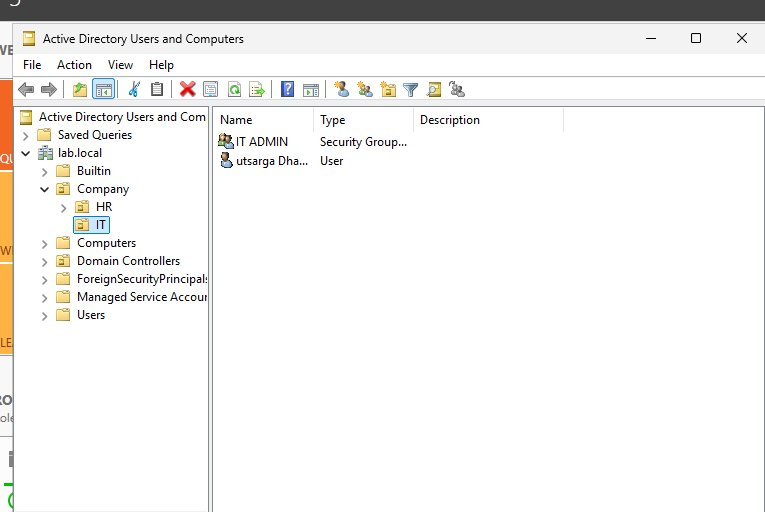 Active Directory Users and Computers
File Action View Help
Active Directory Users and Com
Saved Queries
lab.local
Builtin
Company
HR
IT
Computers
Domain Controllers
ForeignSecurityPrincipals
Managed Service Accour
Users
Name Type Description
IT ADMIN Security Group...
utsarga Dha... User